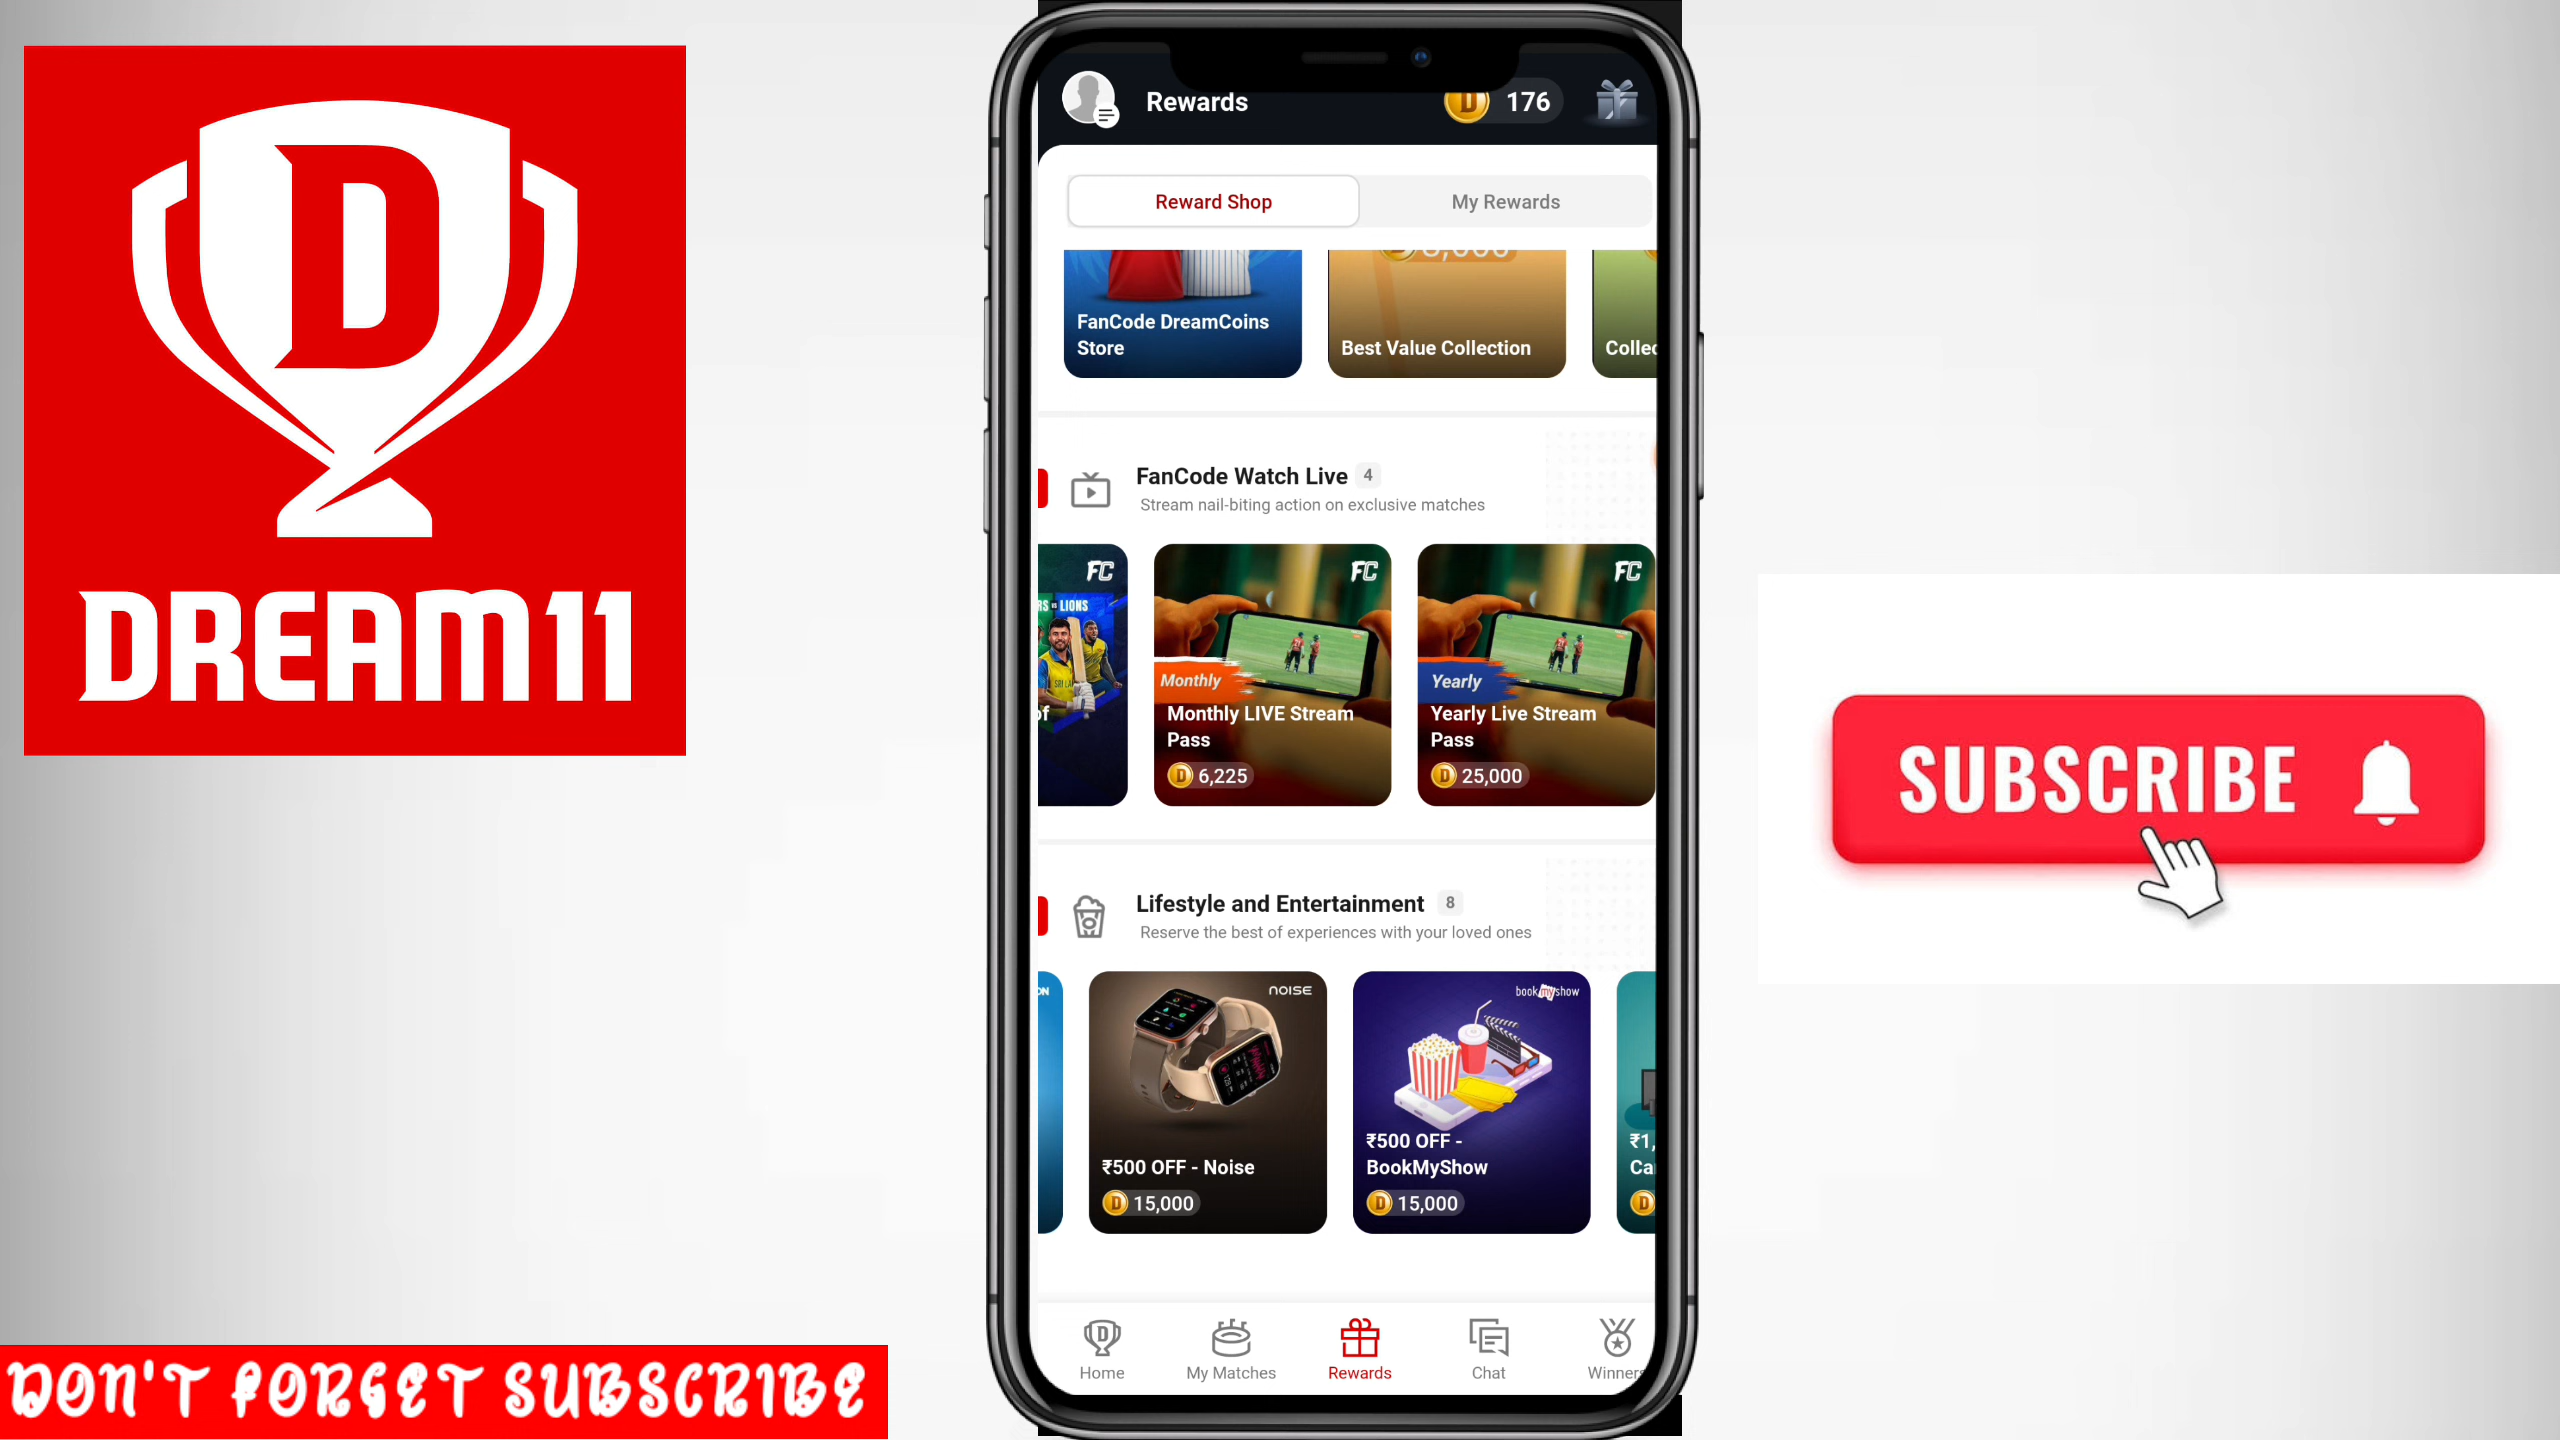 DREAM11
DON'T FORGET SUBSCRIBE
Rewards
176
Reward Shop
My Rewards
FanCode DreamCoins
Store
Best Value Collection
FanCode Watch Live 4
Stream nail-biting action on exclusive matches
FC
LIONS
of
FC
Monthly
Monthly LIVE Stream
Pass
6,225
FC
Yearly
Yearly Live Stream
Pass
25,000
Lifestyle and Entertainment 8
Reserve the best of experiences with your loved ones
NOISE
₹500 OFF - Noise
15,000
bookmyshow
₹500 OFF -
BookMyShow
15,000
Home
My Matches
Rewards
Chat
Winners
SUBSCRIBE